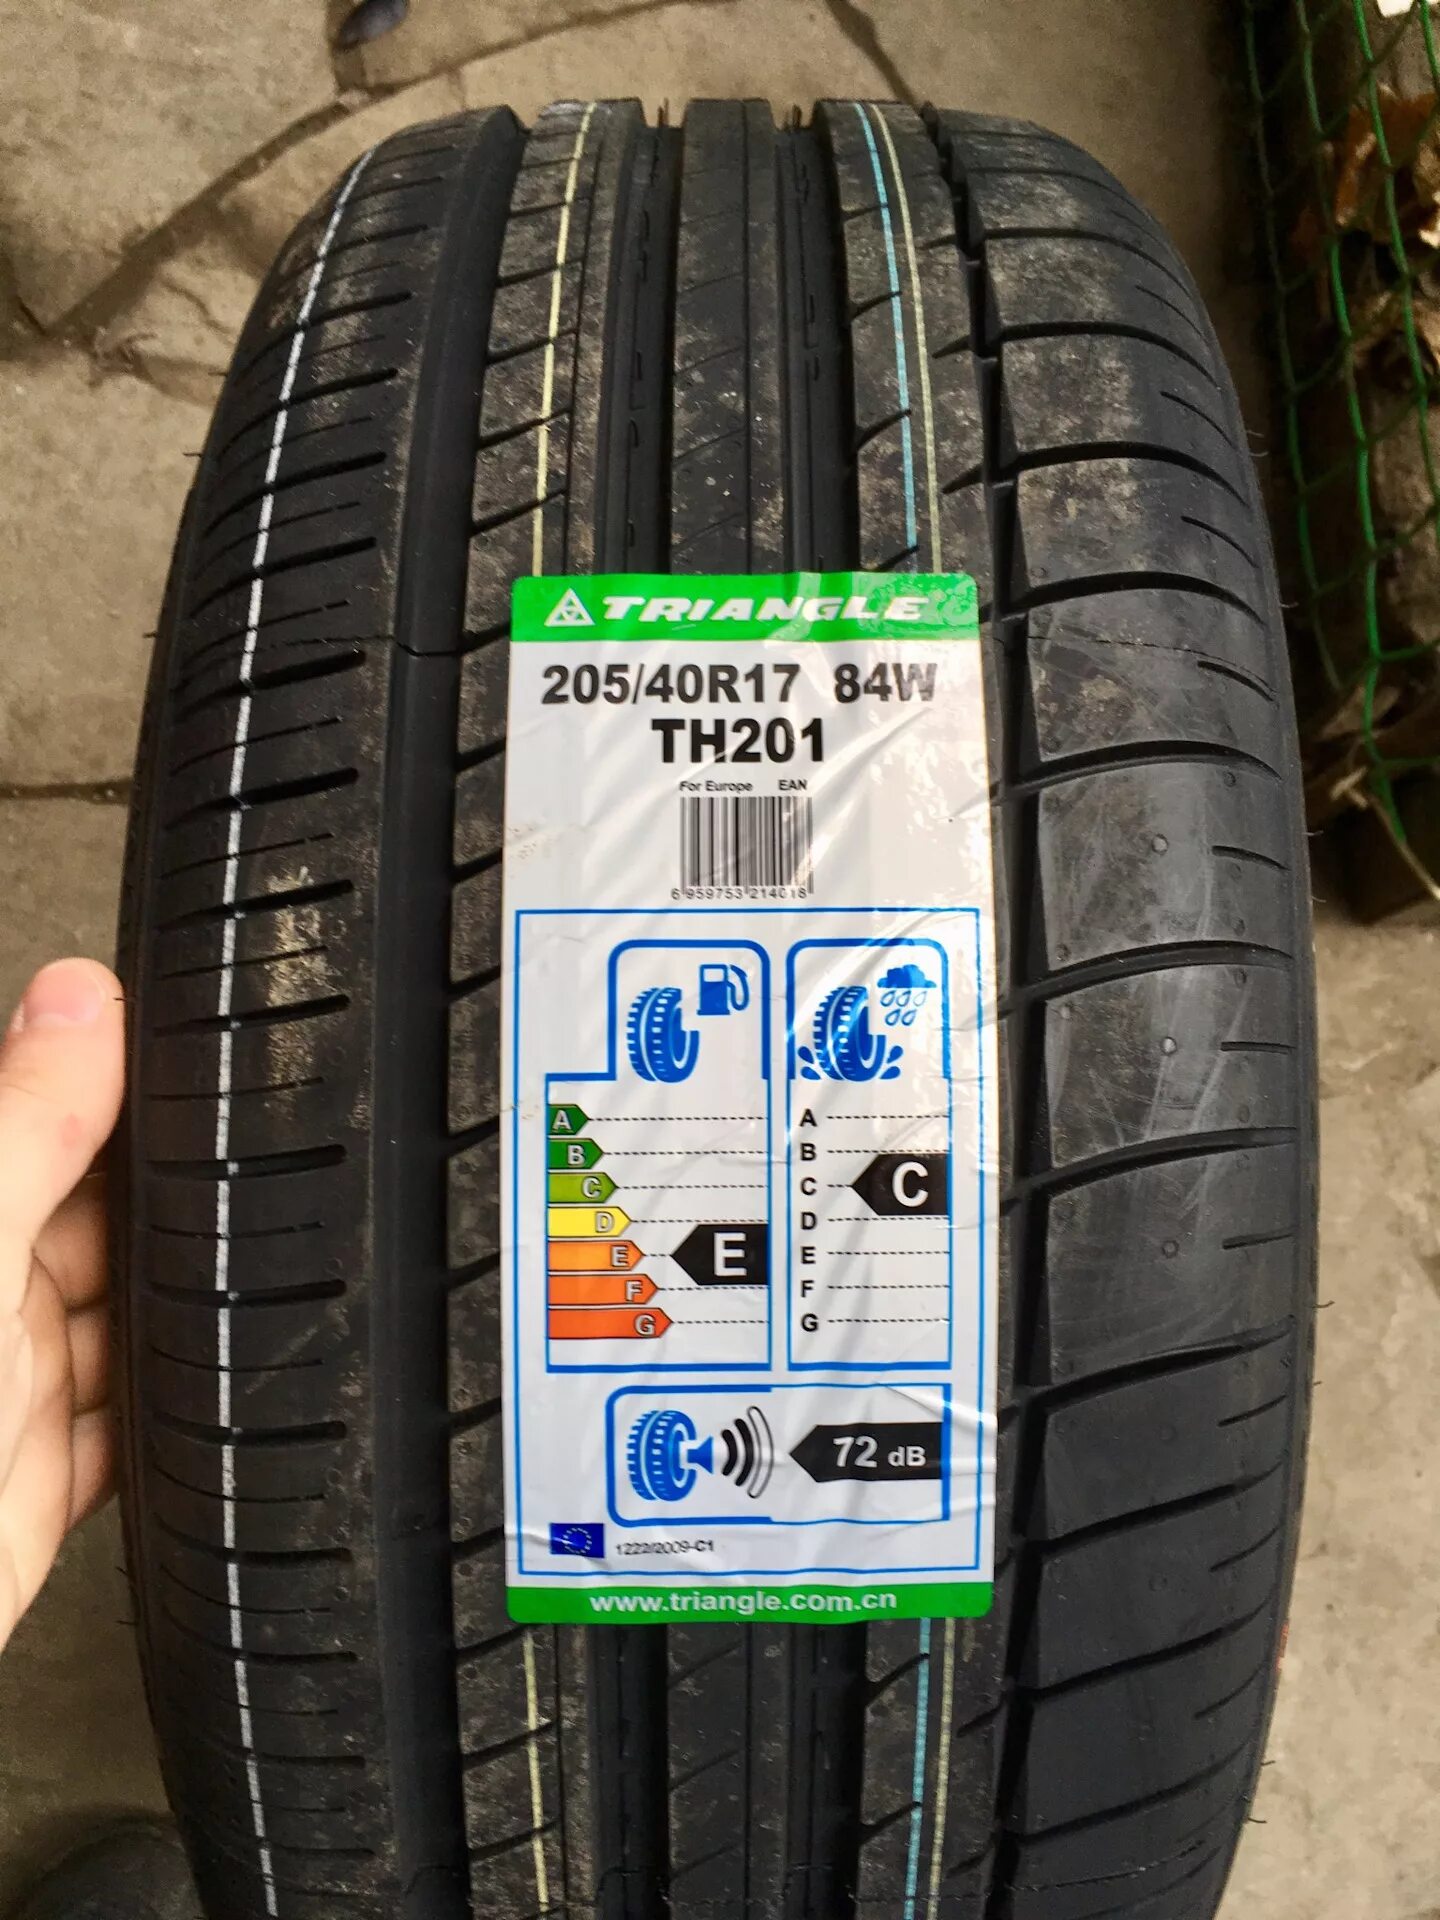 TRIANGLE
205/40R17 84W
TH201
For Europe EAN
6 959753 214018
A
B
C
D
E
F
G
E
A
B
C
D
E
F
G
C
72 dB
1222/2009-C1
www.triangle.com.cn